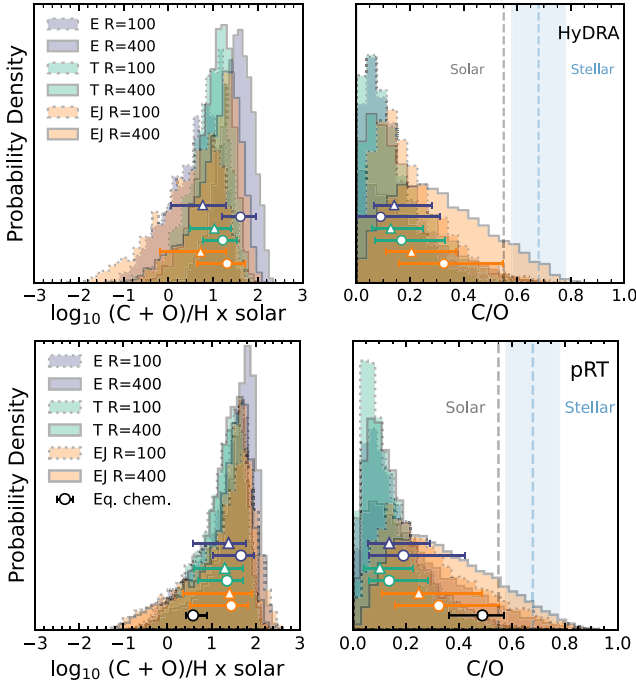 E R=100
E R=400
T R=100
T R=400
EJ R=100
EJ R=400
Probability Density
−3 −2 −1 0 1 2 3
log₁₀ (C + O)/H x solar
HyDRA
Solar
Stellar
0.0 0.2 0.4 0.6 0.8 1.0
C/O
E R=100
E R=400
T R=100
T R=400
EJ R=100
EJ R=400
Eq. chem.
Probability Density
−3 −2 −1 0 1 2 3
log₁₀ (C + O)/H x solar
pRT
Solar
Stellar
0.0 0.2 0.4 0.6 0.8 1.0
C/O